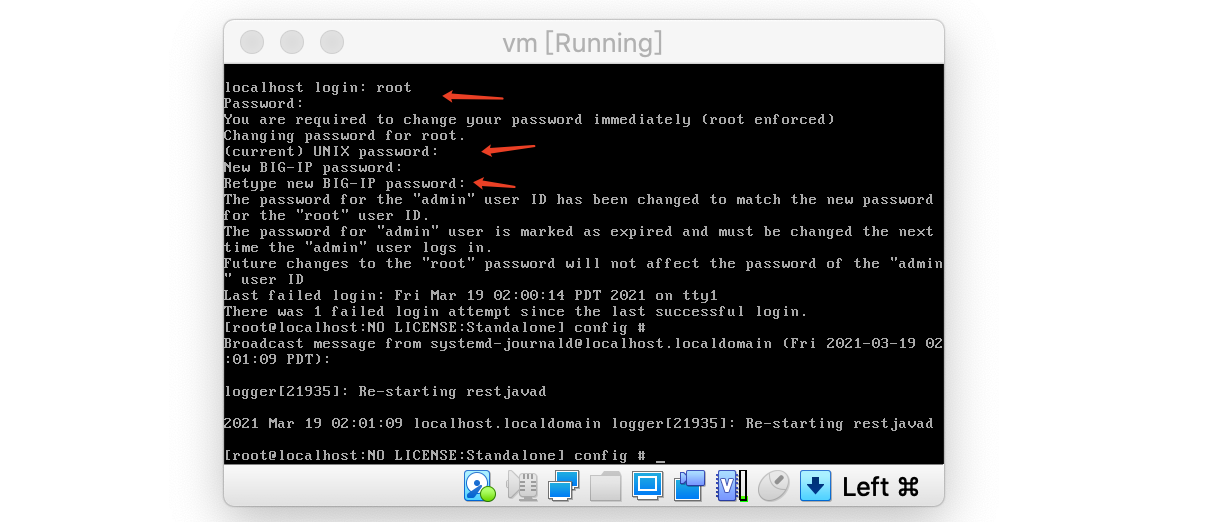 vm [Running]
localhost login: root
Password:
You are required to change your password immediately (root enforced)
Changing password for root.
(current) UNIX password:
New BIG-IP password:
Retype new BIG-IP password:
The password for the "admin" user ID has been changed to match the new password
for the "root" user ID.
The password for "admin" user is marked as expired and must be changed the next
time the "admin" user logs in.
Future changes to the "root" password will not affect the password of the "admin
" user ID
Last failed login: Fri Mar 19 02:00:14 PDT 2021 on tty1
There was 1 failed login attempt since the last successful login.
[root@localhost:NO LICENSE:Standalone] config #
Broadcast message from systemd-journald@localhost.localdomain (Fri 2021-03-19 02
:01:09 PDT):
logger[21935]: Re-starting restjavad
2021 Mar 19 02:01:09 localhost.localdomain logger[21935]: Re-starting restjavad
[root@localhost:NO LICENSE:Standalone] config # _
V
Left ⌘